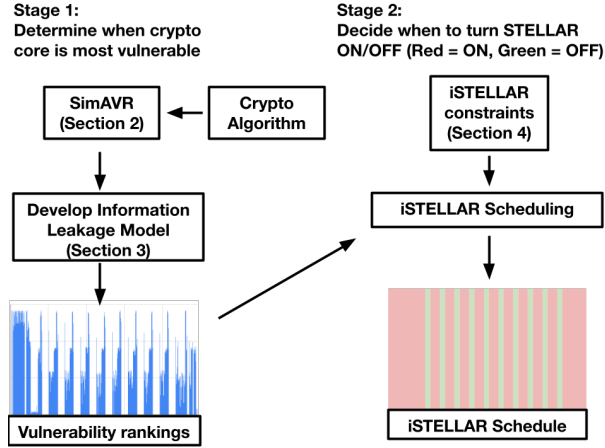 Stage 1:
Determine when crypto
core is most vulnerable
SimAVR
(Section 2)
Crypto
Algorithm
Develop Information
Leakage Model
(Section 3)
Vulnerability rankings
Stage 2:
Decide when to turn STELLAR
ON/OFF (Red = ON, Green = OFF)
iSTELLAR
constraints
(Section 4)
iSTELLAR Scheduling
iSTELLAR Schedule